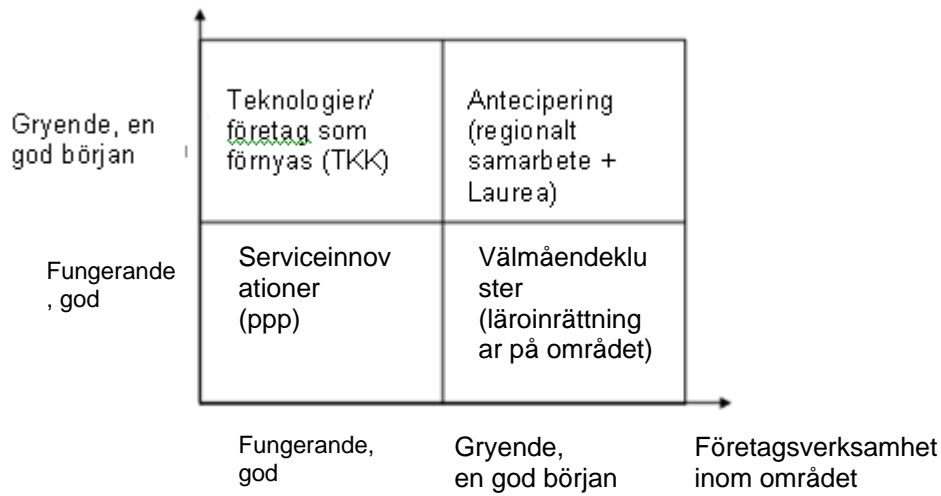 Gryende, en
god början
Teknologier/
företag som
förnyas (TKK)
Antecipering
(regionalt
samarbete +
Laurea)
Fungerande
, god
Serviceinnov
ationer
(ppp)
Välmåendeklu
ster
(läroinrättning
ar på området)
Fungerande,
god
Gryende,
en god början
Företagsverksamhet
inom området